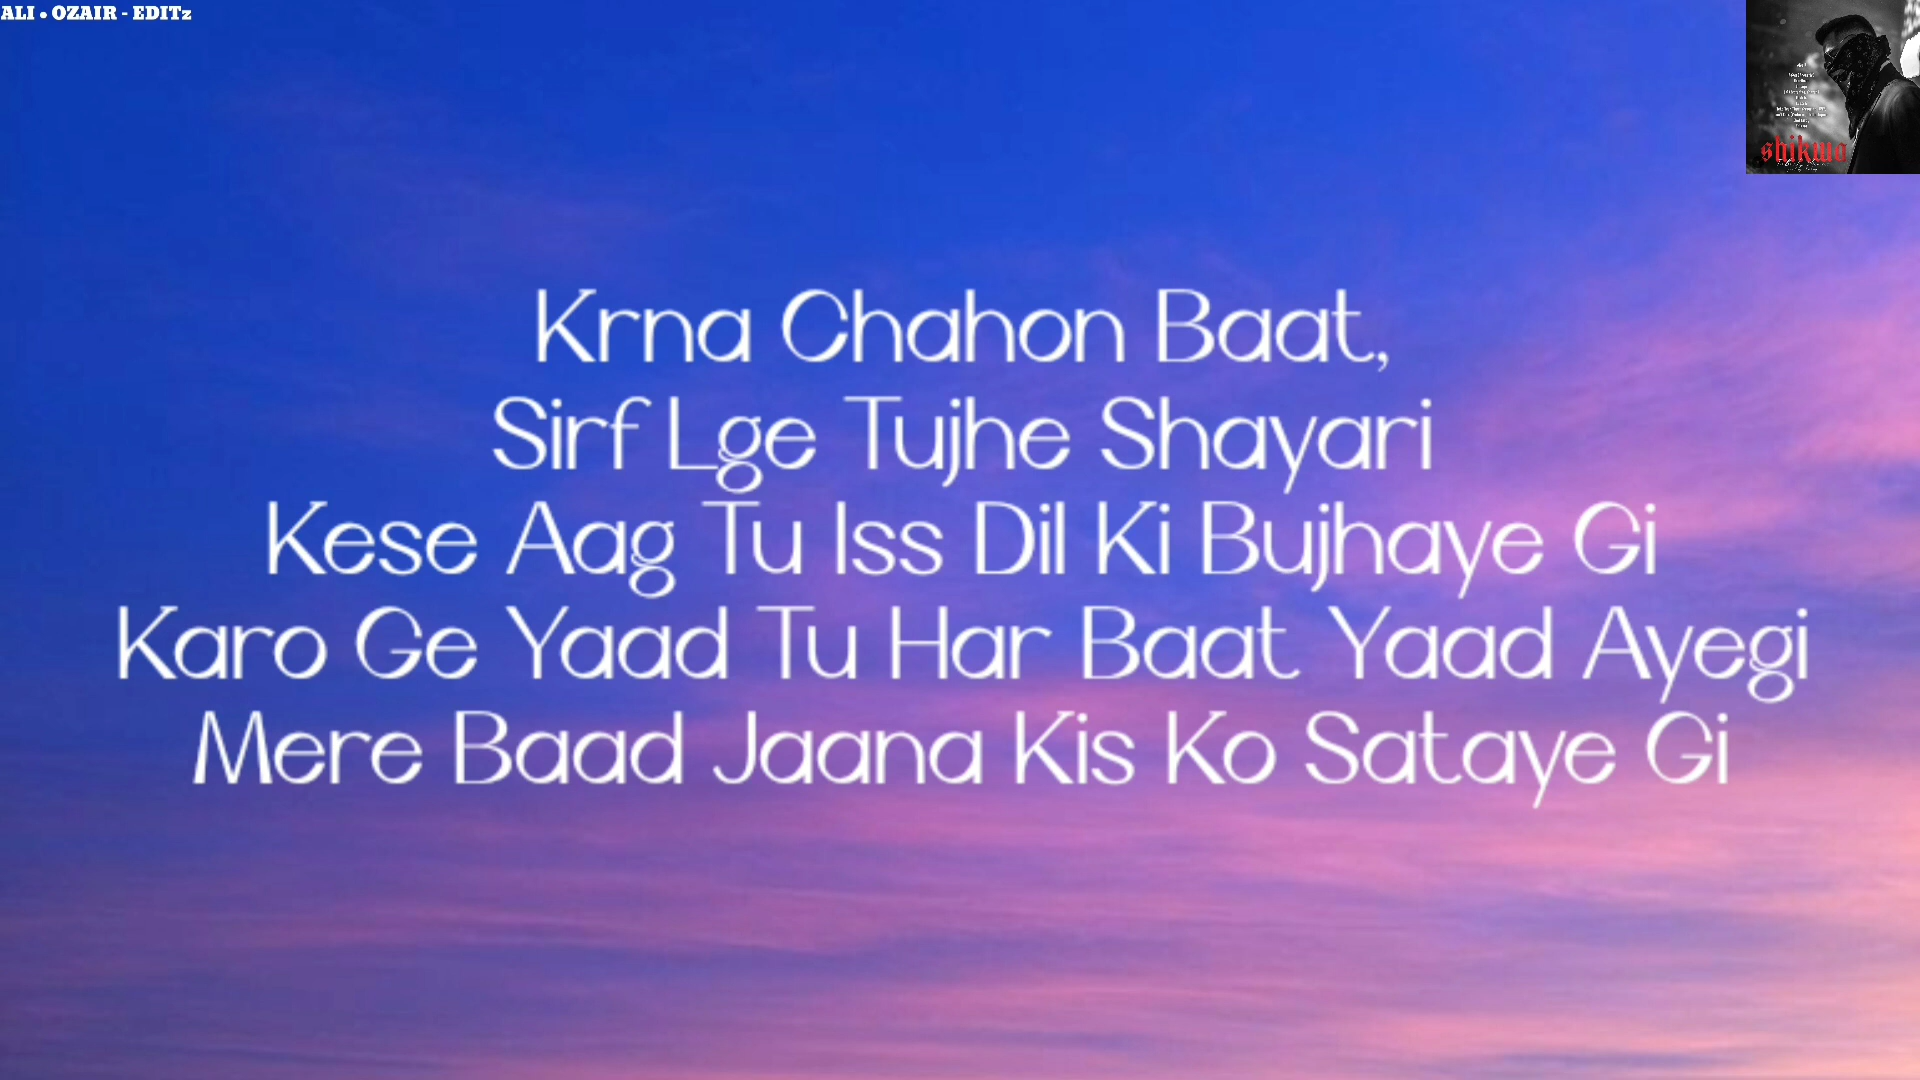 ALI • OZAIR - EDITz
shikwa
Krna Chahon Baat,
Sirf Lge Tujhe Shayari
Kese Aag Tu Iss Dil Ki Bujhaye Gi
Karo Ge Yaad Tu Har Baat Yaad Ayegi
Mere Baad Jaana Kis Ko Sataye Gi